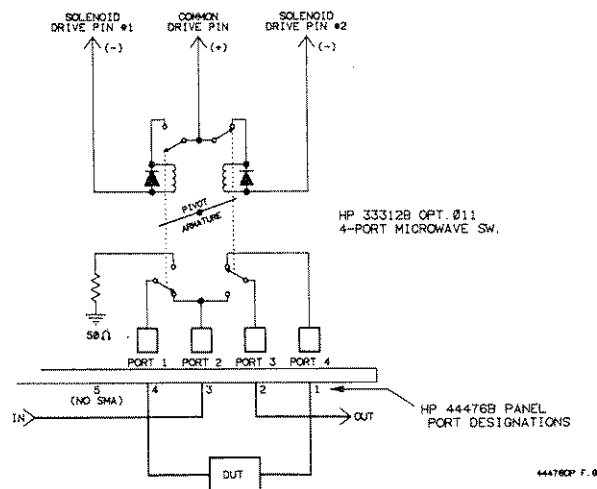 SOLENOID
DRIVE PIN #1
COMMON
DRIVE PIN
SOLENOID
DRIVE PIN #2
(-)
(+)
(-)
PIVOT
ARMATURE
HP 33312B OPT.011
4-PORT MICROWAVE SW.
50Ω
PORT 1 PORT 2 PORT 3 PORT 4
5 4 3 2 1
(NO SMA)
IN
OUT
HP 44476B PANEL
PORT DESIGNATIONS
DUT